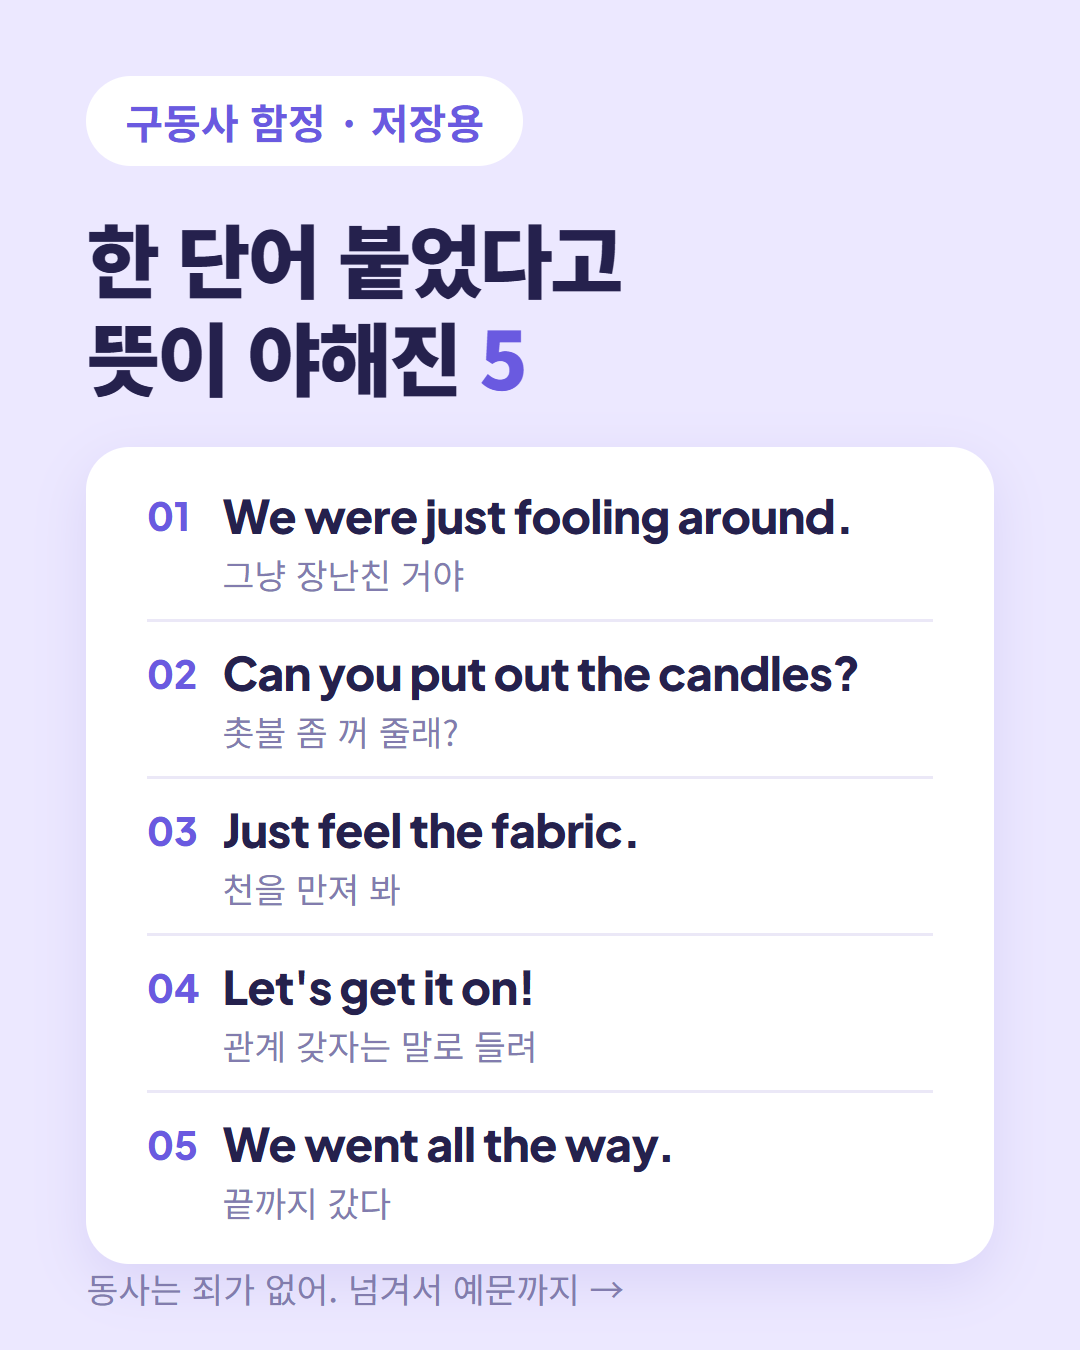 구동사 함정 · 저장용
한 단어 붙었다고
뜻이 야해진 5
01 We were just fooling around.
그냥 장난친 거야
02 Can you put out the candles?
촛불 좀 꺼 줄래?
03 Just feel the fabric.
천을 만져 봐
04 Let's get it on!
관계 갖자는 말로 들려
05 We went all the way.
끝까지 갔다
동사는 죄가 없어. 넘겨서 예문까지 →